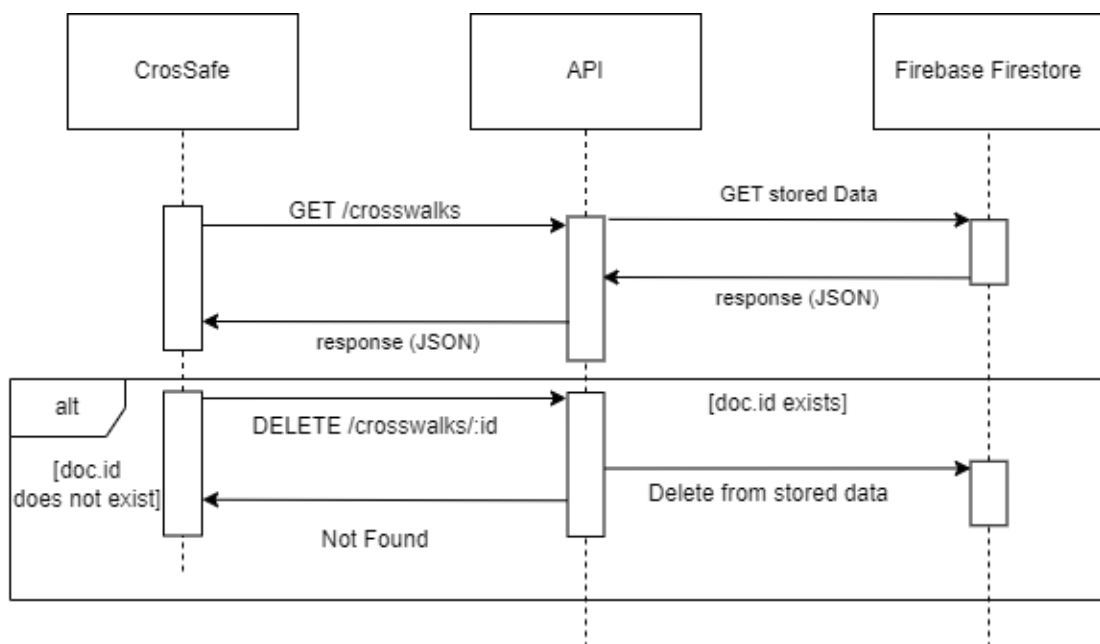 CrosSafe
API
Firebase Firestore
GET /crosswalks
GET stored Data
response (JSON)
response (JSON)
alt
[doc.id exists]
DELETE /crosswalks/:id
[doc.id
does not exist]
Delete from stored data
Not Found